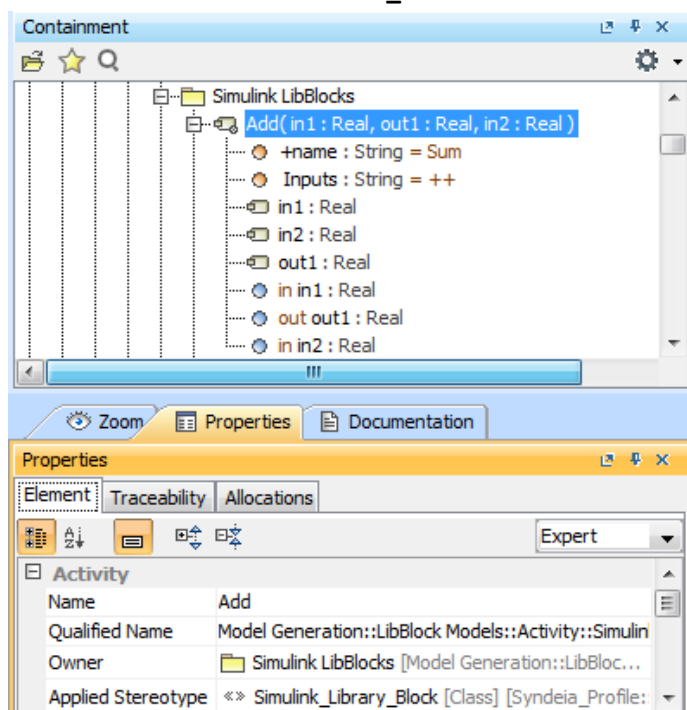 Containment
Simulink LibBlocks
Add( in1 : Real, out1 : Real, in2 : Real )
+name : String = Sum
Inputs : String = ++
in1 : Real
in2 : Real
out1 : Real
in in1 : Real
out out1 : Real
in in2 : Real
Zoom Properties Documentation
Properties
Element Traceability Allocations
Expert
Activity
Name Add
Qualified Name Model Generation::LibBlock Models::Activity::Simulin
Owner Simulink LibBlocks [Model Generation::LibBloc...
Applied Stereotype «» Simulink_Library_Block [Class] [Syndeia_Profile::